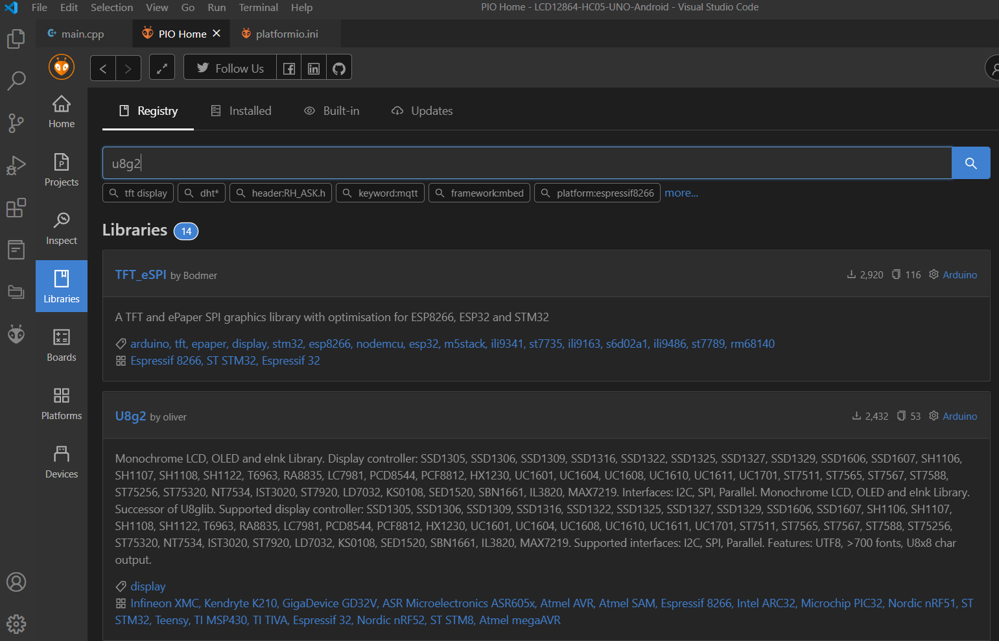 File Edit Selection View Go Run Terminal Help PIO Home - LCD12864-HC05-UNO-Android - Visual Studio Code
main.cpp PIO Home platformio.ini
Follow Us
Home
Projects
Inspect
Libraries
Boards
Platforms
Devices
Registry Installed Built-in Updates
u8g2
tft display dht* header:RH_ASK.h keyword:mqtt framework:mbed platform:espressif8266 more...
Libraries 14
TFT_eSPI by Bodmer 2,920 116 Arduino
A TFT and ePaper SPI graphics library with optimisation for ESP8266, ESP32 and STM32
arduino, tft, epaper, display, stm32, esp8266, nodemcu, esp32, m5stack, ili9341, st7735, ili9163, s6d02a1, ili9486, st7789, rm68140
Espressif 8266, ST STM32, Espressif 32
U8g2 by oliver 2,432 53 Arduino
Monochrome LCD, OLED and eInk Library. Display controller: SSD1305, SSD1306, SSD1309, SSD1316, SSD1322, SSD1325, SSD1327, SSD1329, SSD1606, SSD1607, SH1106,
SH1107, SH1108, SH1122, T6963, RA8835, LC7981, PCD8544, PCF8812, HX1230, UC1601, UC1604, UC1608, UC1610, UC1611, UC1701, ST7511, ST7565, ST7567, ST7588,
ST75256, ST75320, NT7534, IST3020, ST7920, LD7032, KS0108, SED1520, SBN1661, IL3820, MAX7219. Interfaces: I2C, SPI, Parallel. Monochrome LCD, OLED and eInk Library.
Successor of U8glib. Supported display controller: SSD1305, SSD1306, SSD1309, SSD1316, SSD1322, SSD1325, SSD1327, SSD1329, SSD1606, SSD1607, SH1106, SH1107,
SH1108, SH1122, T6963, RA8835, LC7981, PCD8544, PCF8812, HX1230, UC1601, UC1604, UC1608, UC1610, UC1611, UC1701, ST7511, ST7565, ST7567, ST7588, ST75256,
ST75320, NT7534, IST3020, ST7920, LD7032, KS0108, SED1520, SBN1661, IL3820, MAX7219. Supported interfaces: I2C, SPI, Parallel. Features: UTF8, >700 fonts, U8x8 char
output.
display
Infineon XMC, Kendryte K210, GigaDevice GD32V, ASR Microelectronics ASR605x, Atmel AVR, Atmel SAM, Espressif 8266, Intel ARC32, Microchip PIC32, Nordic nRF51, ST
STM32, Teensy, TI MSP430, TI TIVA, Espressif 32, Nordic nRF52, ST STM8, Atmel megaAVR